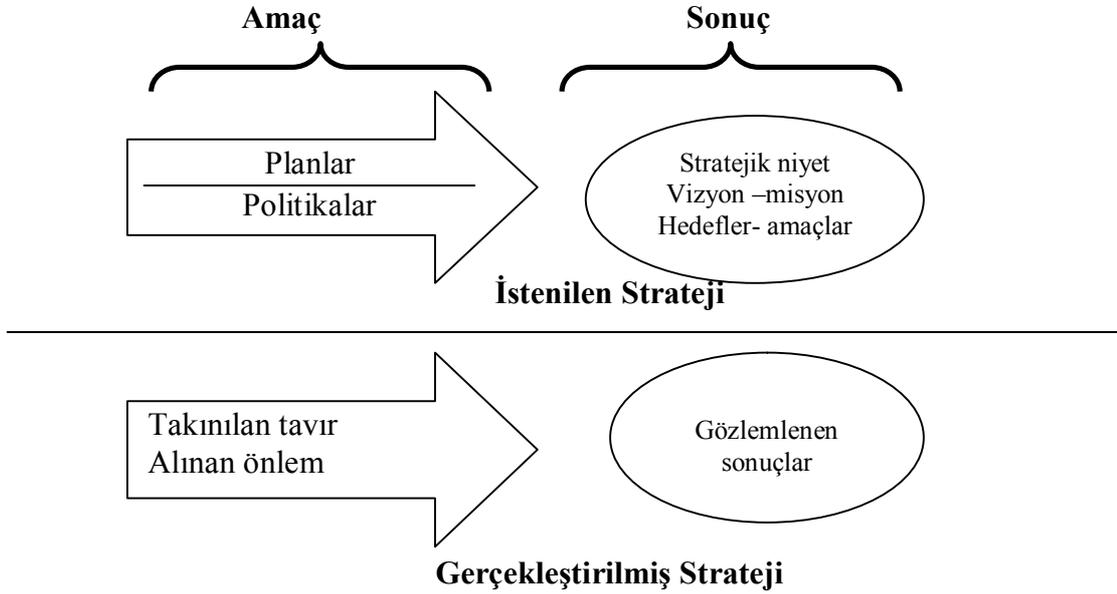 Amaç
Sonuç
Planlar
Politikalar
Stratejik niyet
Vizyon –misyon
Hedefler- amaçlar
İstenilen Strateji
Takınılan tavır
Alınan önlem
Gözlemlenen
sonuçlar
Gerçekleştirilmiş Strateji